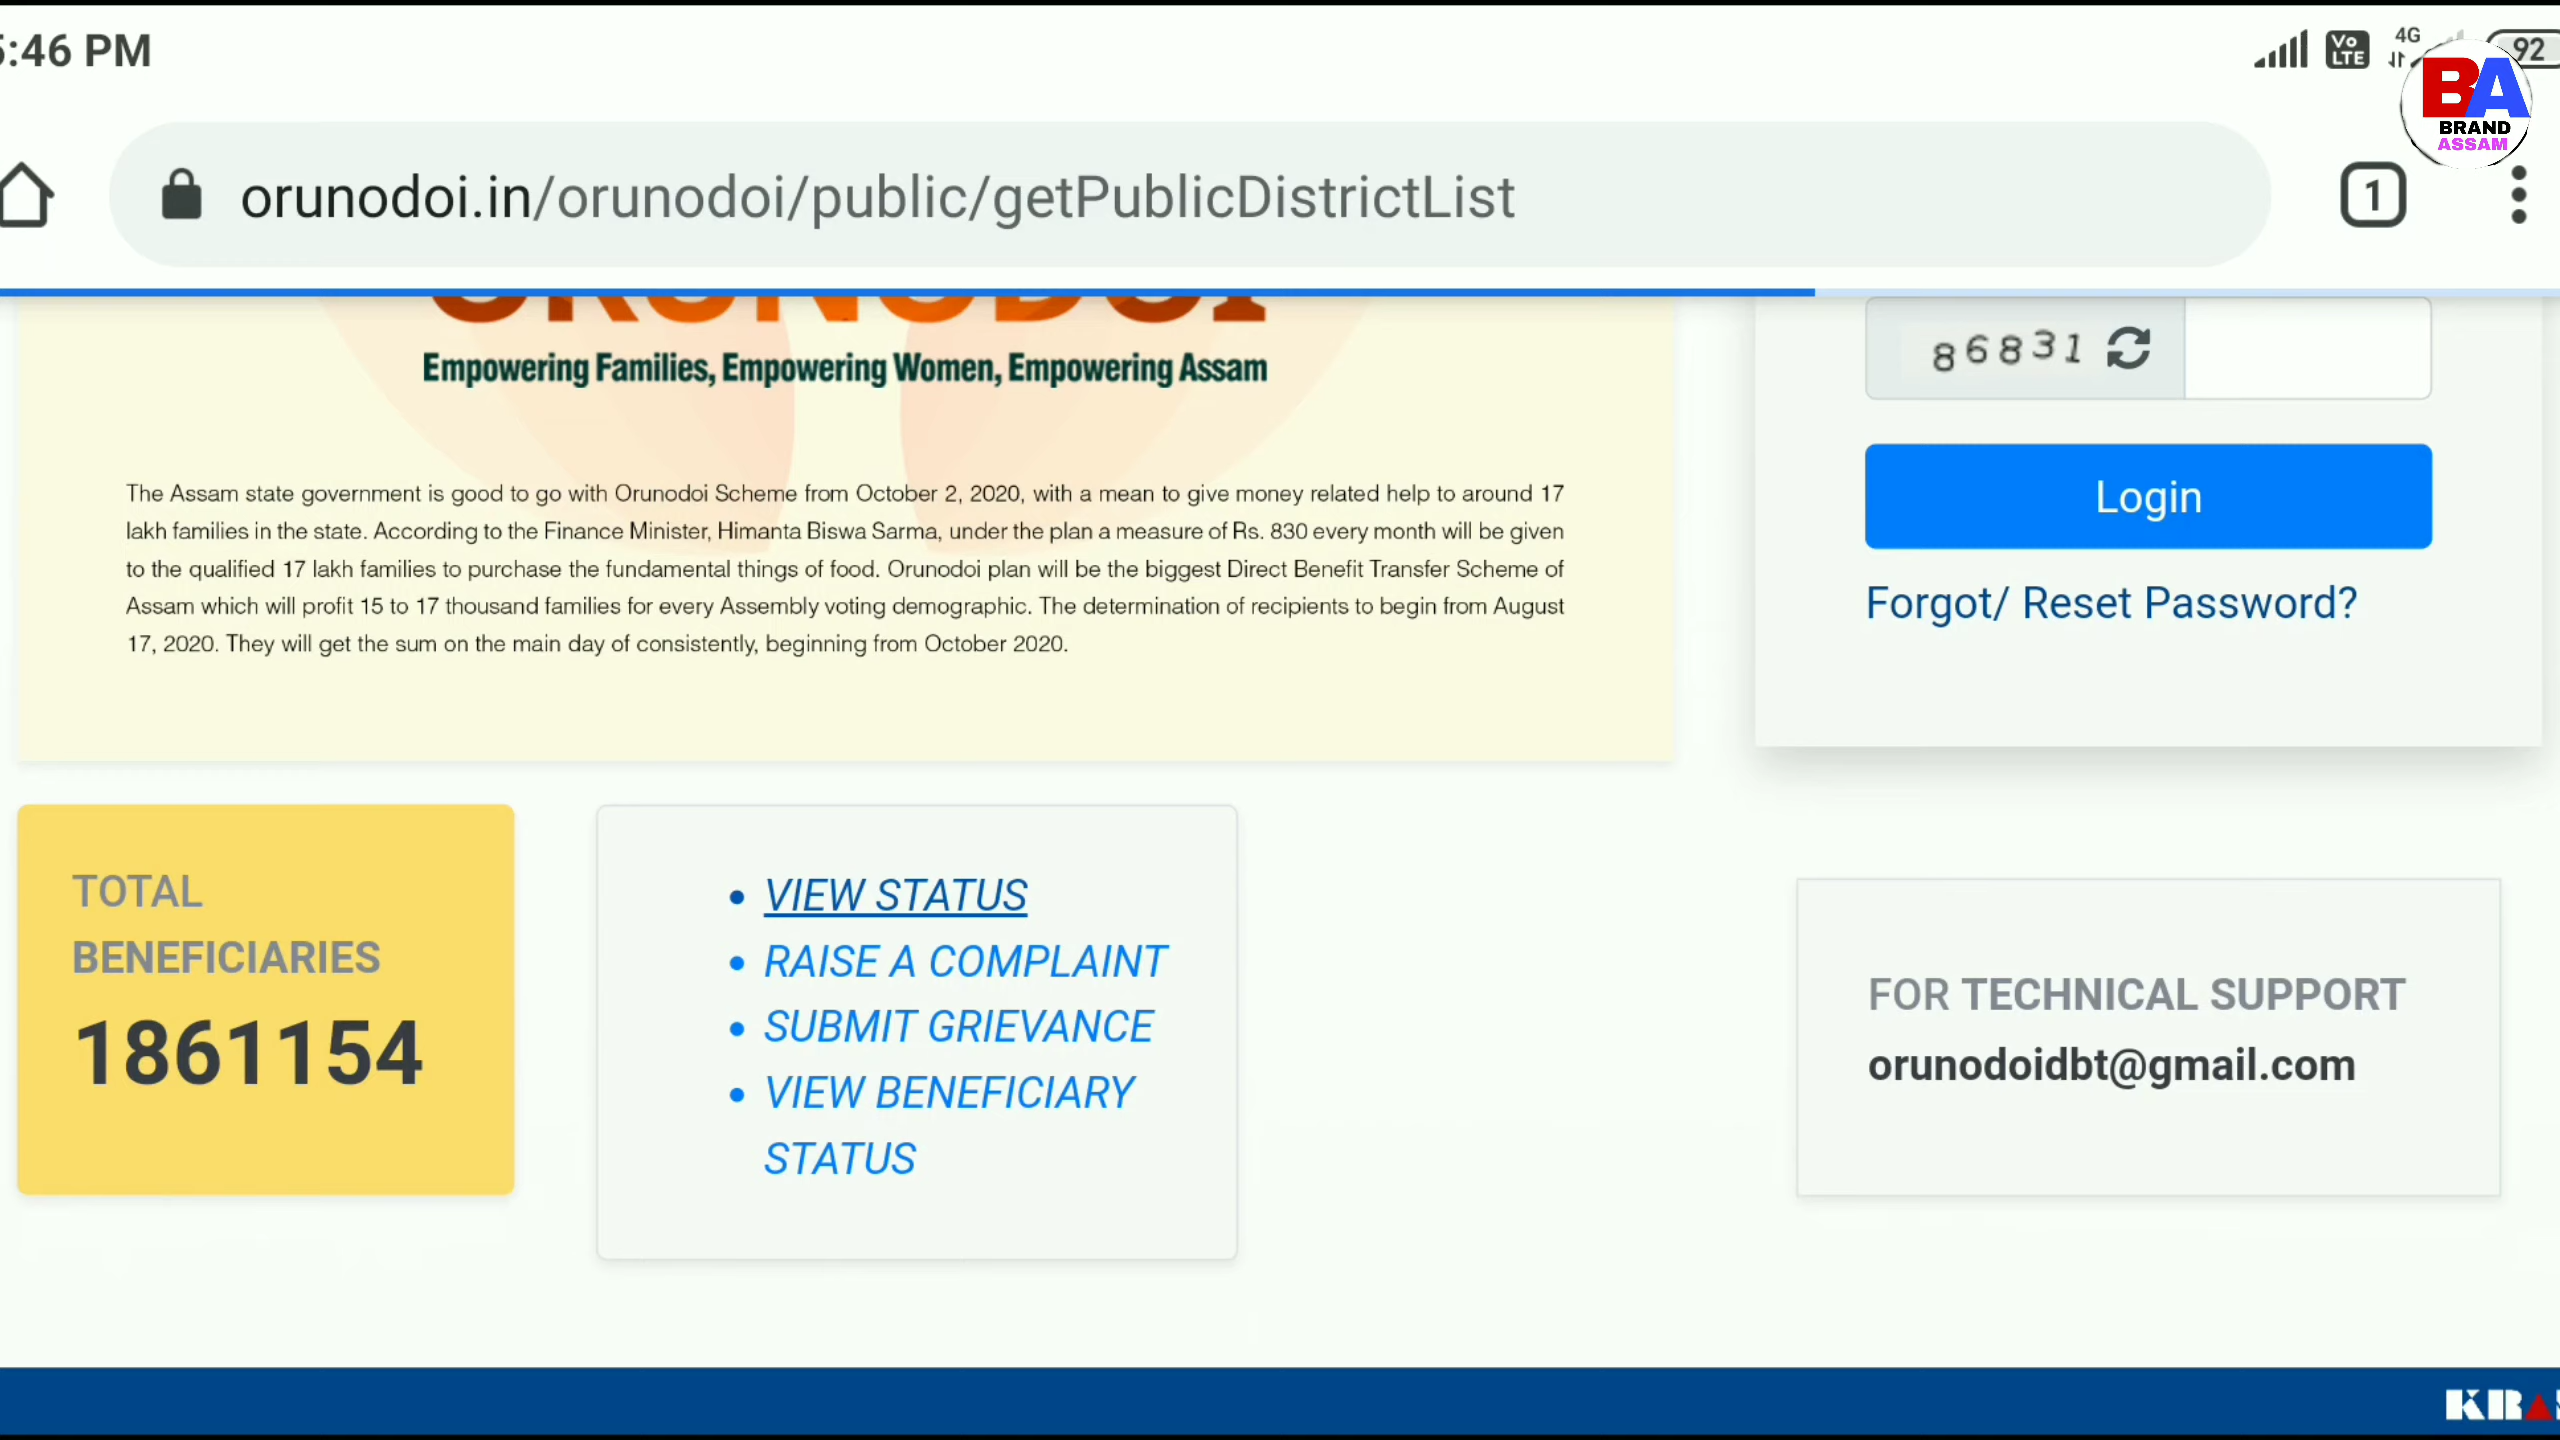 :46 PM
Vo LTE
4G
92
BA
BRAND
ASSAM
orunodoi.in/orunodoi/public/getPublicDistrictList
1
ORUNODOI
Empowering Families, Empowering Women, Empowering Assam
86831
The Assam state government is good to go with Orunodoi Scheme from October 2, 2020, with a mean to give money related help to around 17
lakh families in the state. According to the Finance Minister, Himanta Biswa Sarma, under the plan a measure of Rs. 830 every month will be given
to the qualified 17 lakh families to purchase the fundamental things of food. Orunodoi plan will be the biggest Direct Benefit Transfer Scheme of
Assam which will profit 15 to 17 thousand families for every Assembly voting demographic. The determination of recipients to begin from August
17, 2020. They will get the sum on the main day of consistently, beginning from October 2020.
Login
Forgot/ Reset Password?
TOTAL
BENEFICIARIES
1861154
• VIEW STATUS
• RAISE A COMPLAINT
• SUBMIT GRIEVANCE
• VIEW BENEFICIARY
STATUS
FOR TECHNICAL SUPPORT
orunodoidbt@gmail.com